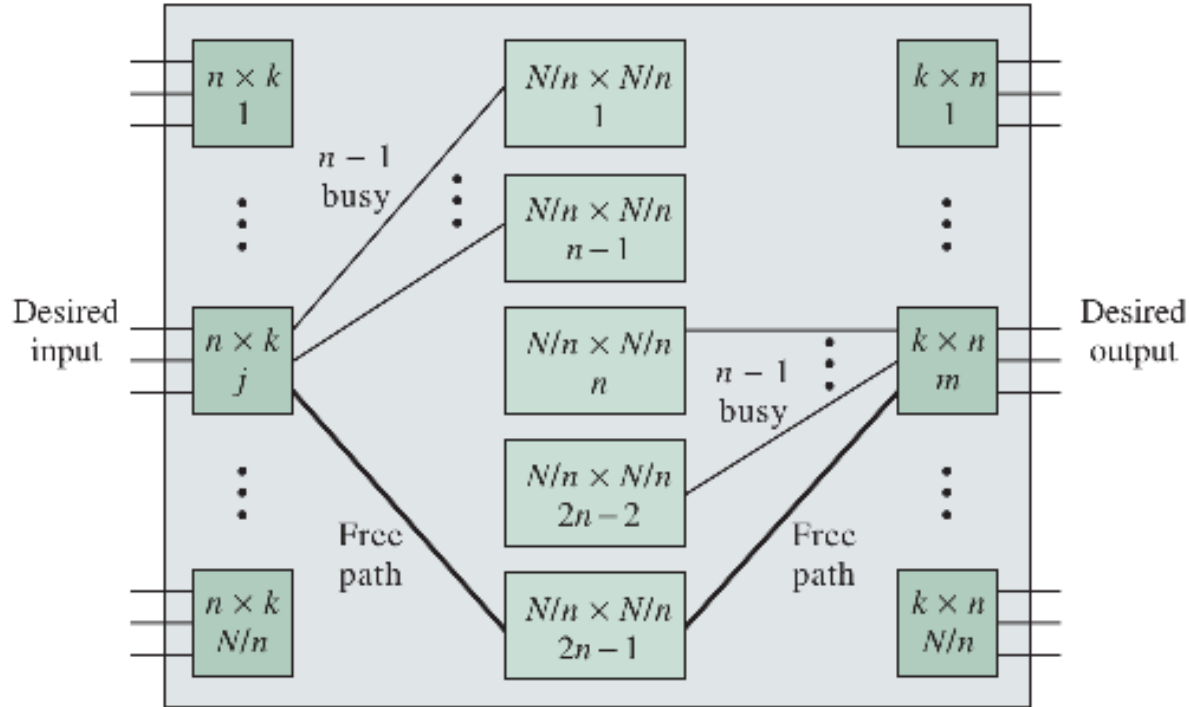 n × k
1
N/n × N/n
1
k × n
1
n − 1
busy
N/n × N/n
n − 1
Desired
input
n × k
j
N/n × N/n
n
n − 1
busy
k × n
m
Desired
output
N/n × N/n
2n − 2
Free
path
Free
path
n × k
N/n
N/n × N/n
2n − 1
k × n
N/n